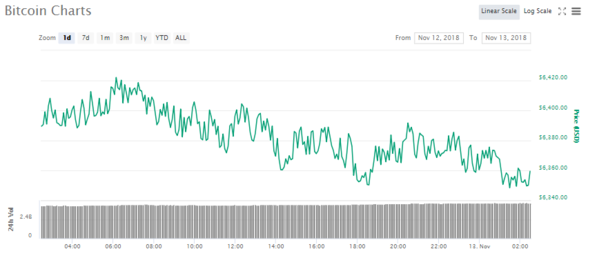 Bitcoin Charts
Linear Scale Log Scale
Zoom 1d 7d 1m 3m 1y YTD ALL From Nov 12, 2018 To Nov 13, 2018
$6,420.00
$6,400.00
$6,380.00
$6,360.00
$6,340.00
Price (USD)
24h Vol
2.4B
0
04:00 06:00 08:00 10:00 12:00 14:00 16:00 18:00 20:00 22:00 13. Nov 02:00